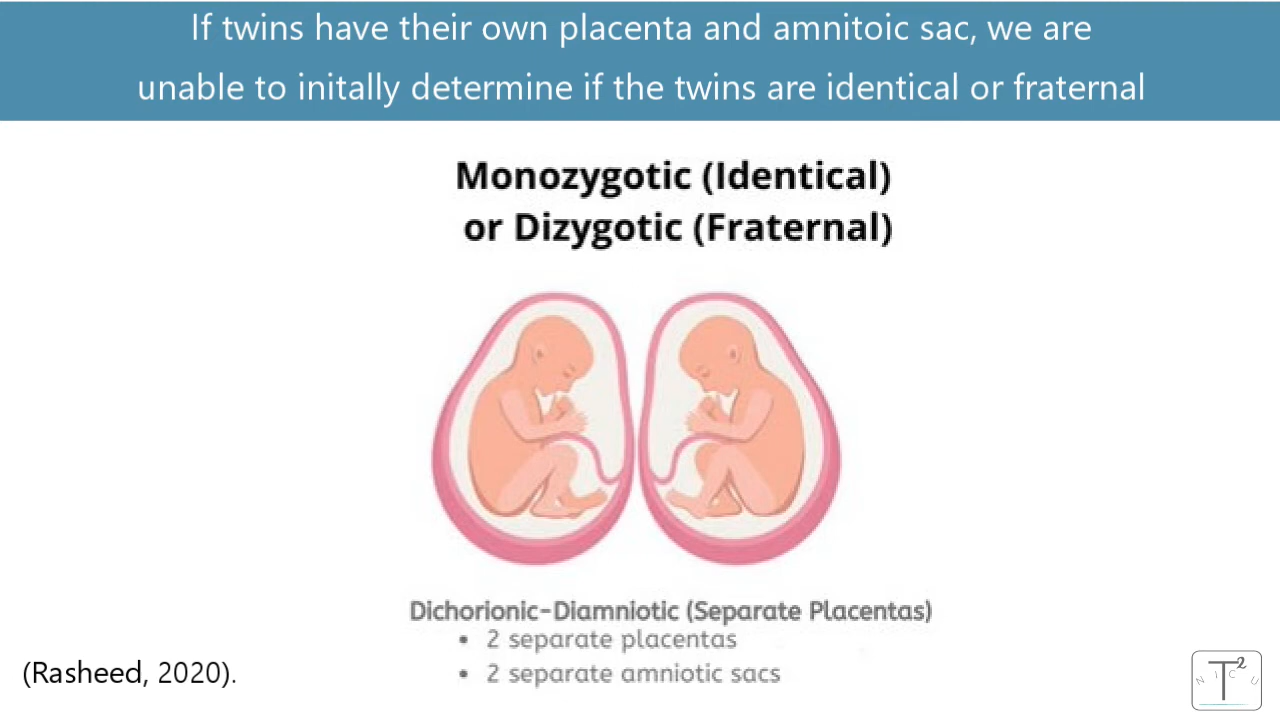 If twins have their own placenta and amnitoic sac, we are
unable to initally determine if the twins are identical or fraternal
Monozygotic (Identical)
or Dizygotic (Fraternal)
Dichorionic-Diamniotic (Separate Placentas)
• 2 separate placentas
• 2 separate amniotic sacs
(Rasheed, 2020).
T²
N I C U